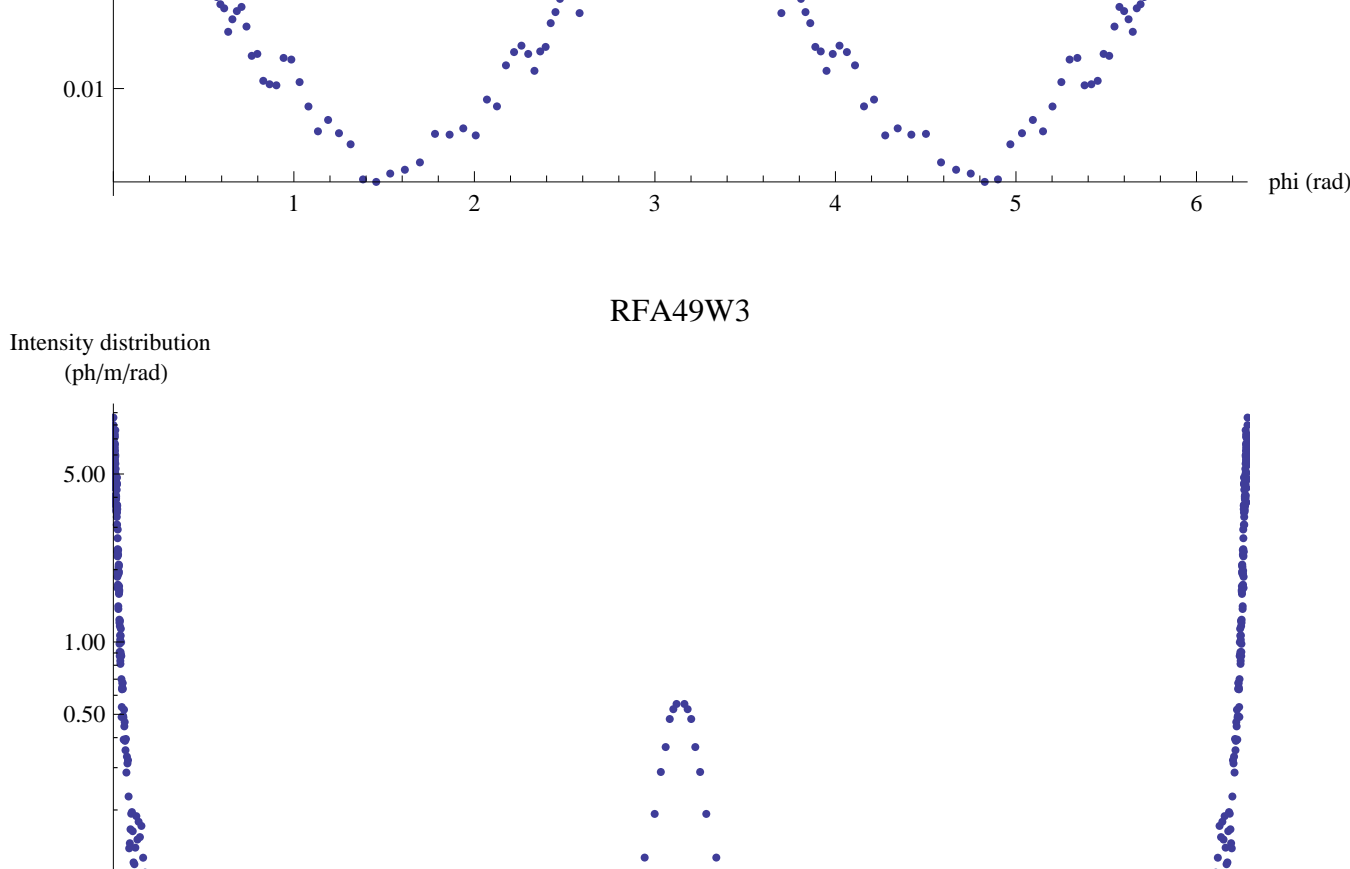 0.01
phi (rad)
1 2 3 4 5 6
RFA49W3
Intensity distribution
(ph/m/rad)
5.00
1.00
0.50